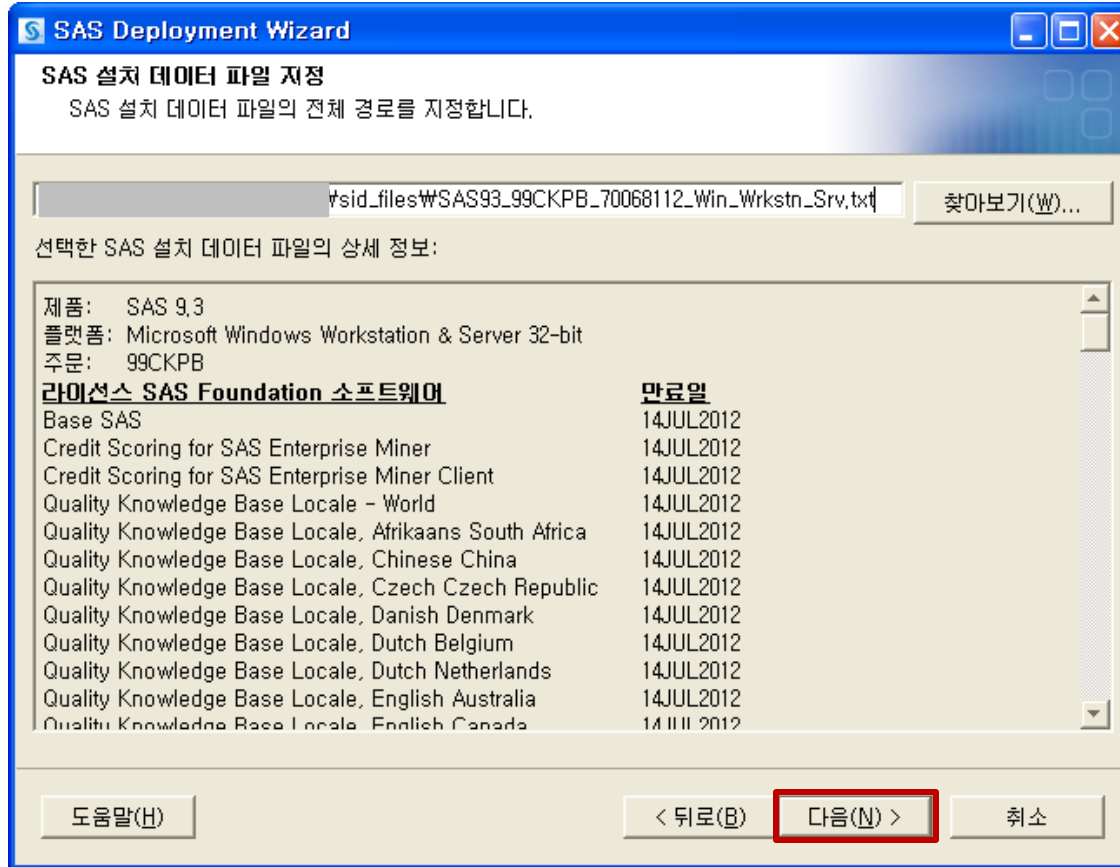 SAS Deployment Wizard
SAS 설치 데이터 파일 지정
SAS 설치 데이터 파일의 전체 경로를 지정합니다.
₩sid_files₩SAS93_99CKPB_70068112_Win_Wrkstn_Srv.txt 찾아보기(W)...
선택한 SAS 설치 데이터 파일의 상세 정보:
제품: SAS 9.3
플랫폼: Microsoft Windows Workstation & Server 32-bit
주문: 99CKPB
라이선스 SAS Foundation 소프트웨어 만료일
Base SAS 14JUL2012
Credit Scoring for SAS Enterprise Miner 14JUL2012
Credit Scoring for SAS Enterprise Miner Client 14JUL2012
Quality Knowledge Base Locale - World 14JUL2012
Quality Knowledge Base Locale, Afrikaans South Africa 14JUL2012
Quality Knowledge Base Locale, Chinese China 14JUL2012
Quality Knowledge Base Locale, Czech Czech Republic 14JUL2012
Quality Knowledge Base Locale, Danish Denmark 14JUL2012
Quality Knowledge Base Locale, Dutch Belgium 14JUL2012
Quality Knowledge Base Locale, Dutch Netherlands 14JUL2012
Quality Knowledge Base Locale, English Australia 14JUL2012
Quality Knowledge Base Locale, English Canada 14JUL2012
도움말(H) < 뒤로(B) 다음(N) > 취소